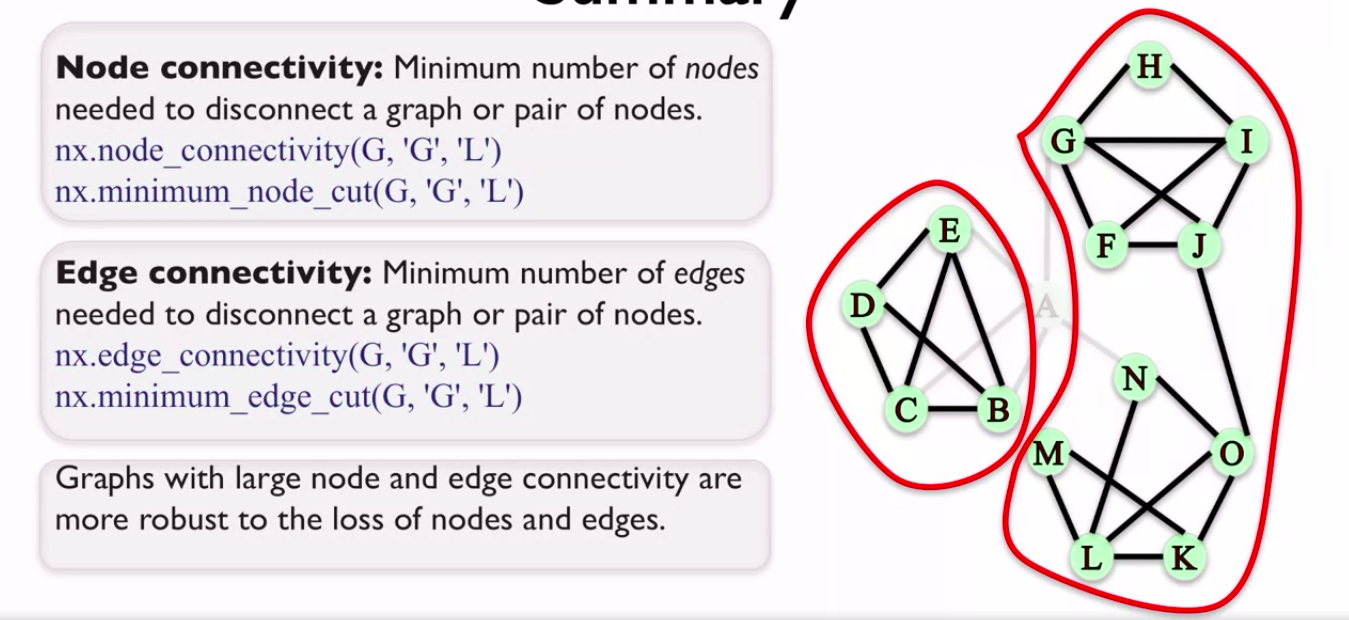 Summary
Node connectivity: Minimum number of nodes
needed to disconnect a graph or pair of nodes.
nx.node_connectivity(G, 'G', 'L')
nx.minimum_node_cut(G, 'G', 'L')
Edge connectivity: Minimum number of edges
needed to disconnect a graph or pair of nodes.
nx.edge_connectivity(G, 'G', 'L')
nx.minimum_edge_cut(G, 'G', 'L')
Graphs with large node and edge connectivity are
more robust to the loss of nodes and edges.
H
G
I
E
F
J
D
A
N
C
B
M
O
L
K